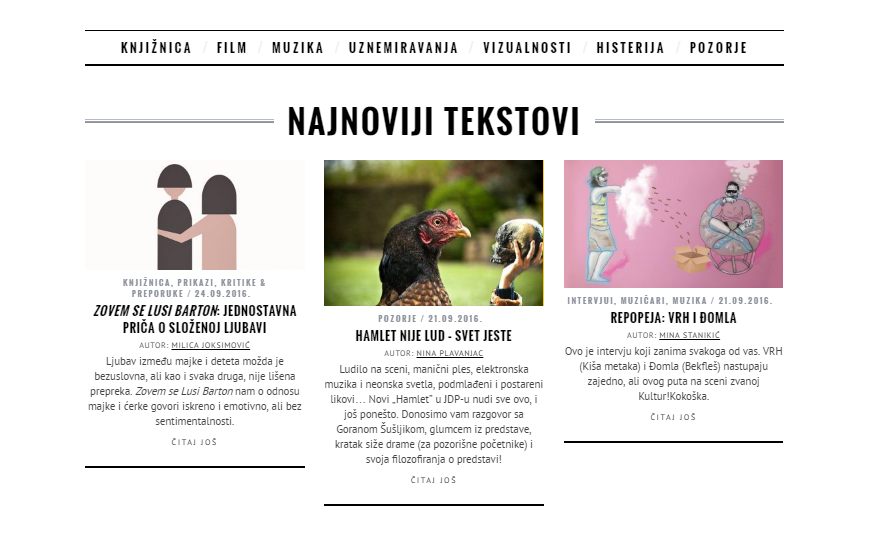 KNJIŽNICA / FILM / MUZIKA / UZNEMIRAVANJA / VIZUALNOSTI / HISTERIJA / POZORJE
NAJNOVIJI TEKSTOVI
KNJIŽNICA, PRIKAZI, KRITIKE &
PREPORUKE / 24.09.2016.
ZOVEM SE LUSI BARTON: JEDNOSTAVNA
PRIČA O SLOŽENOJ LJUBAVI
AUTOR: MILICA JOKSIMOVIĆ
Ljubav između majke i deteta možda je
bezuslovna, ali kao i svaka druga, nije lišena
prepreka. Zovem se Lusi Barton nam o odnosu
majke i ćerke govori iskreno i emotivno, ali bez
sentimentalnosti.
ČITAJ JOŠ
POZORJE / 21.09.2016.
HAMLET NIJE LUD - SVET JESTE
AUTOR: NINA PLAVANJAC
Ludilo na sceni, manični ples, elektronska
muzika i neonska svetla, podmlađeni i postareni
likovi... Novi „Hamlet" u JDP-u nudi sve ovo, i
još ponešto. Donosimo vam razgovor sa
Goranom Šušljikom, glumcem iz predstave,
kratak siže drame (za pozorišne početnike) i
svoja filozofiranja o predstavi!
ČITAJ JOŠ
INTERVJUI, MUZIČARI, MUZIKA / 21.09.2016.
REPOPEJA: VRH I ĐOMLA
AUTOR: MINA STANIKIĆ
Ovo je intervju koji zanima svakoga od vas. VRH
(Kiša metaka) i Đomla (Bekfleš) nastupaju
zajedno, ali ovog puta na sceni zvanoj
Kultur!Kokoška.
ČITAJ JOŠ